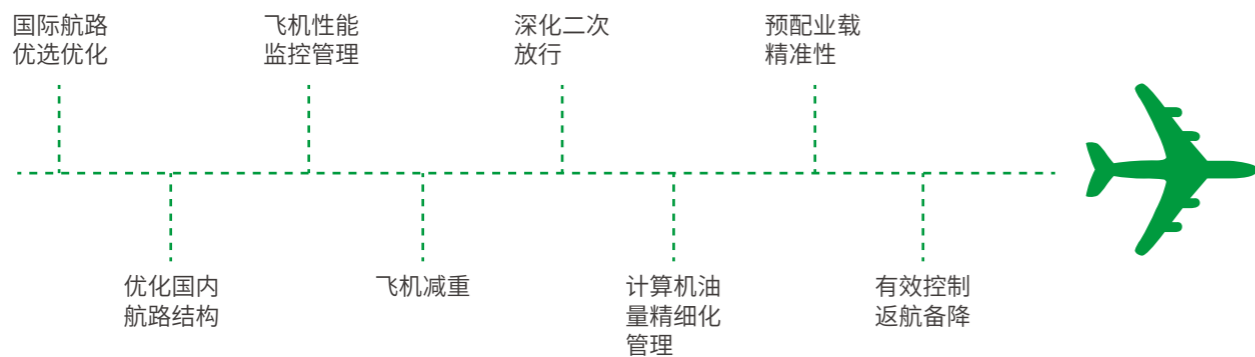 国际航路
优选优化
飞机性能
监控管理
深化二次
放行
预配业载
精准性
优化国内
航路结构
飞机减重
计算机油
量精细化
管理
有效控制
返航备降